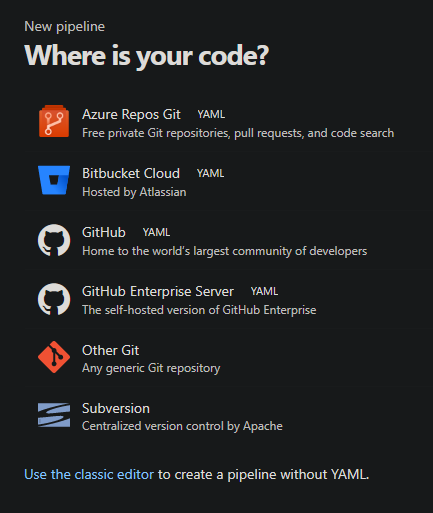 New pipeline
Where is your code?
Azure Repos Git YAML
Free private Git repositories, pull requests, and code search
Bitbucket Cloud YAML
Hosted by Atlassian
GitHub YAML
Home to the world's largest community of developers
GitHub Enterprise Server YAML
The self-hosted version of GitHub Enterprise
Other Git
Any generic Git repository
Subversion
Centralized version control by Apache
Use the classic editor to create a pipeline without YAML.